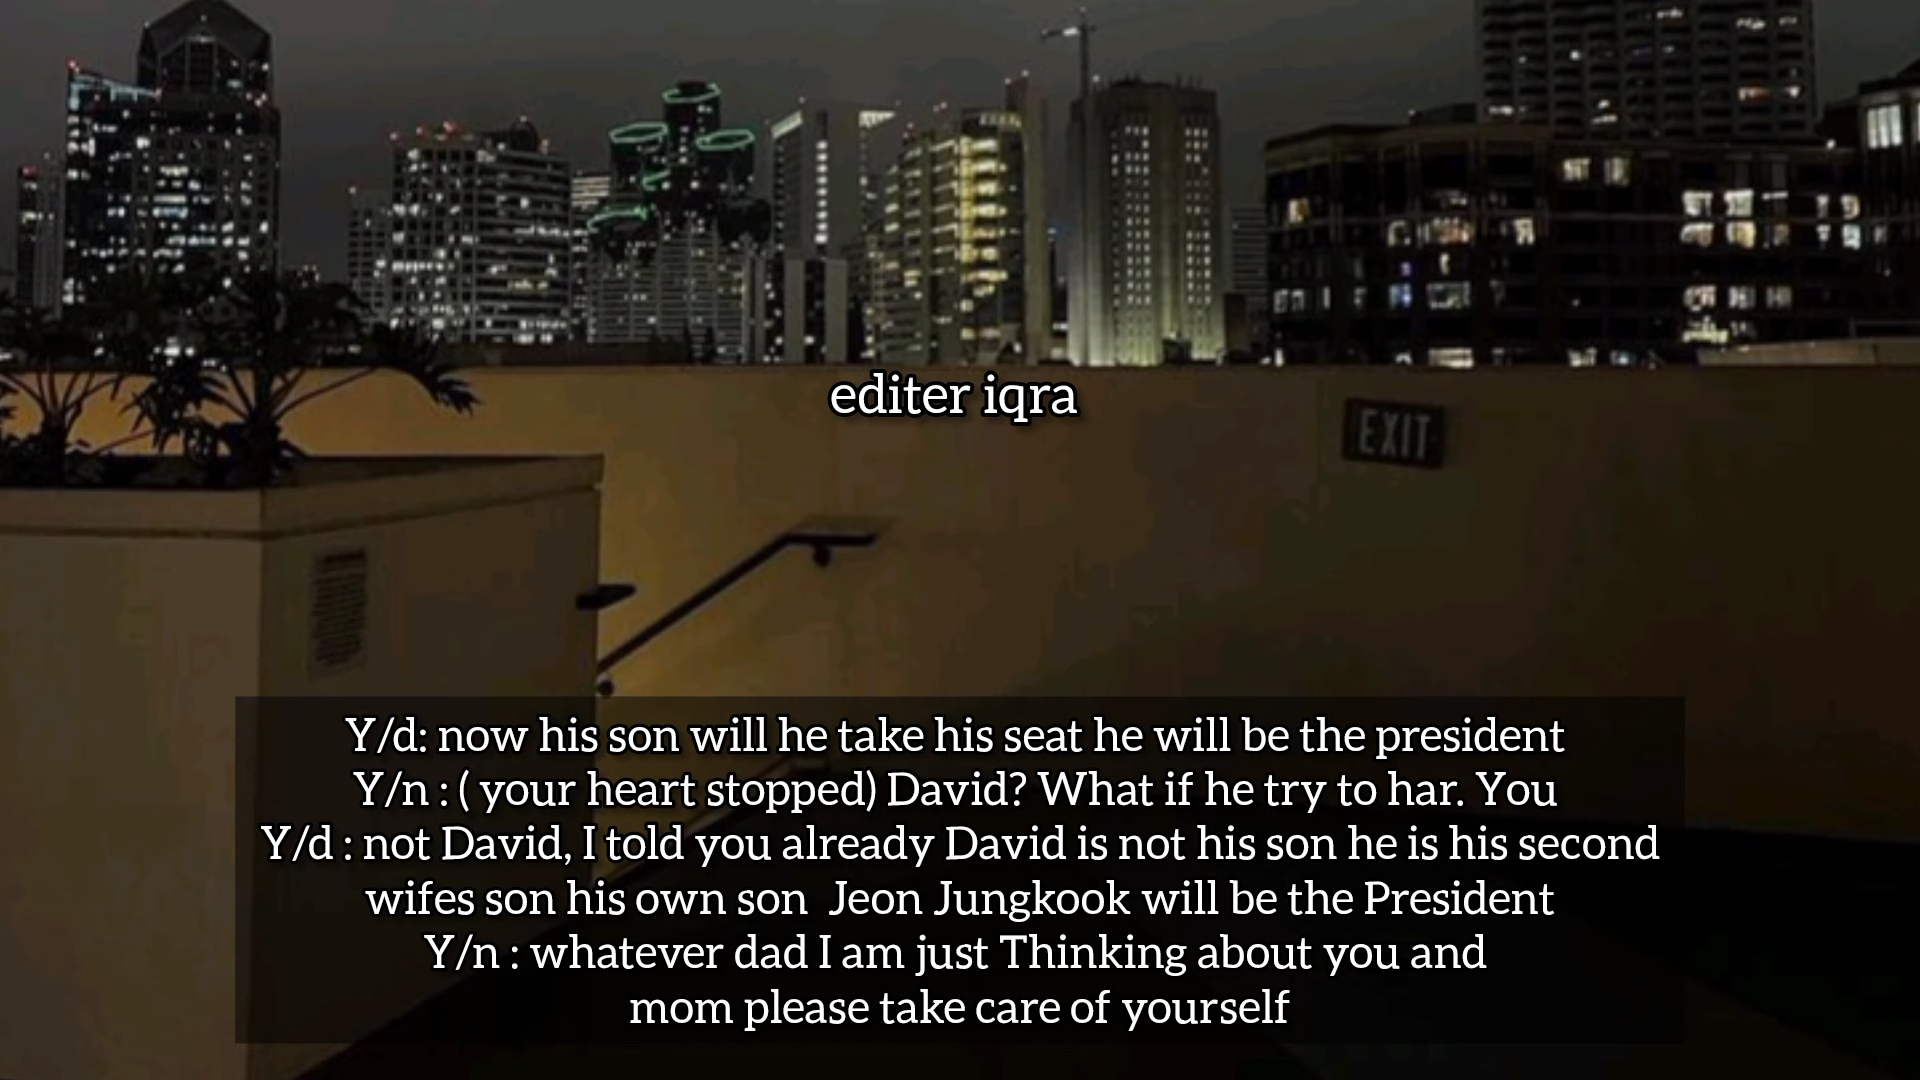 editer iqra
EXIT
Y/d: now his son will he take his seat he will be the president
Y/n : ( your heart stopped) David? What if he try to har. You
Y/d : not David, I told you already David is not his son he is his second
wifes son his own son  Jeon Jungkook will be the President
Y/n : whatever dad I am just Thinking about you and
mom please take care of yourself